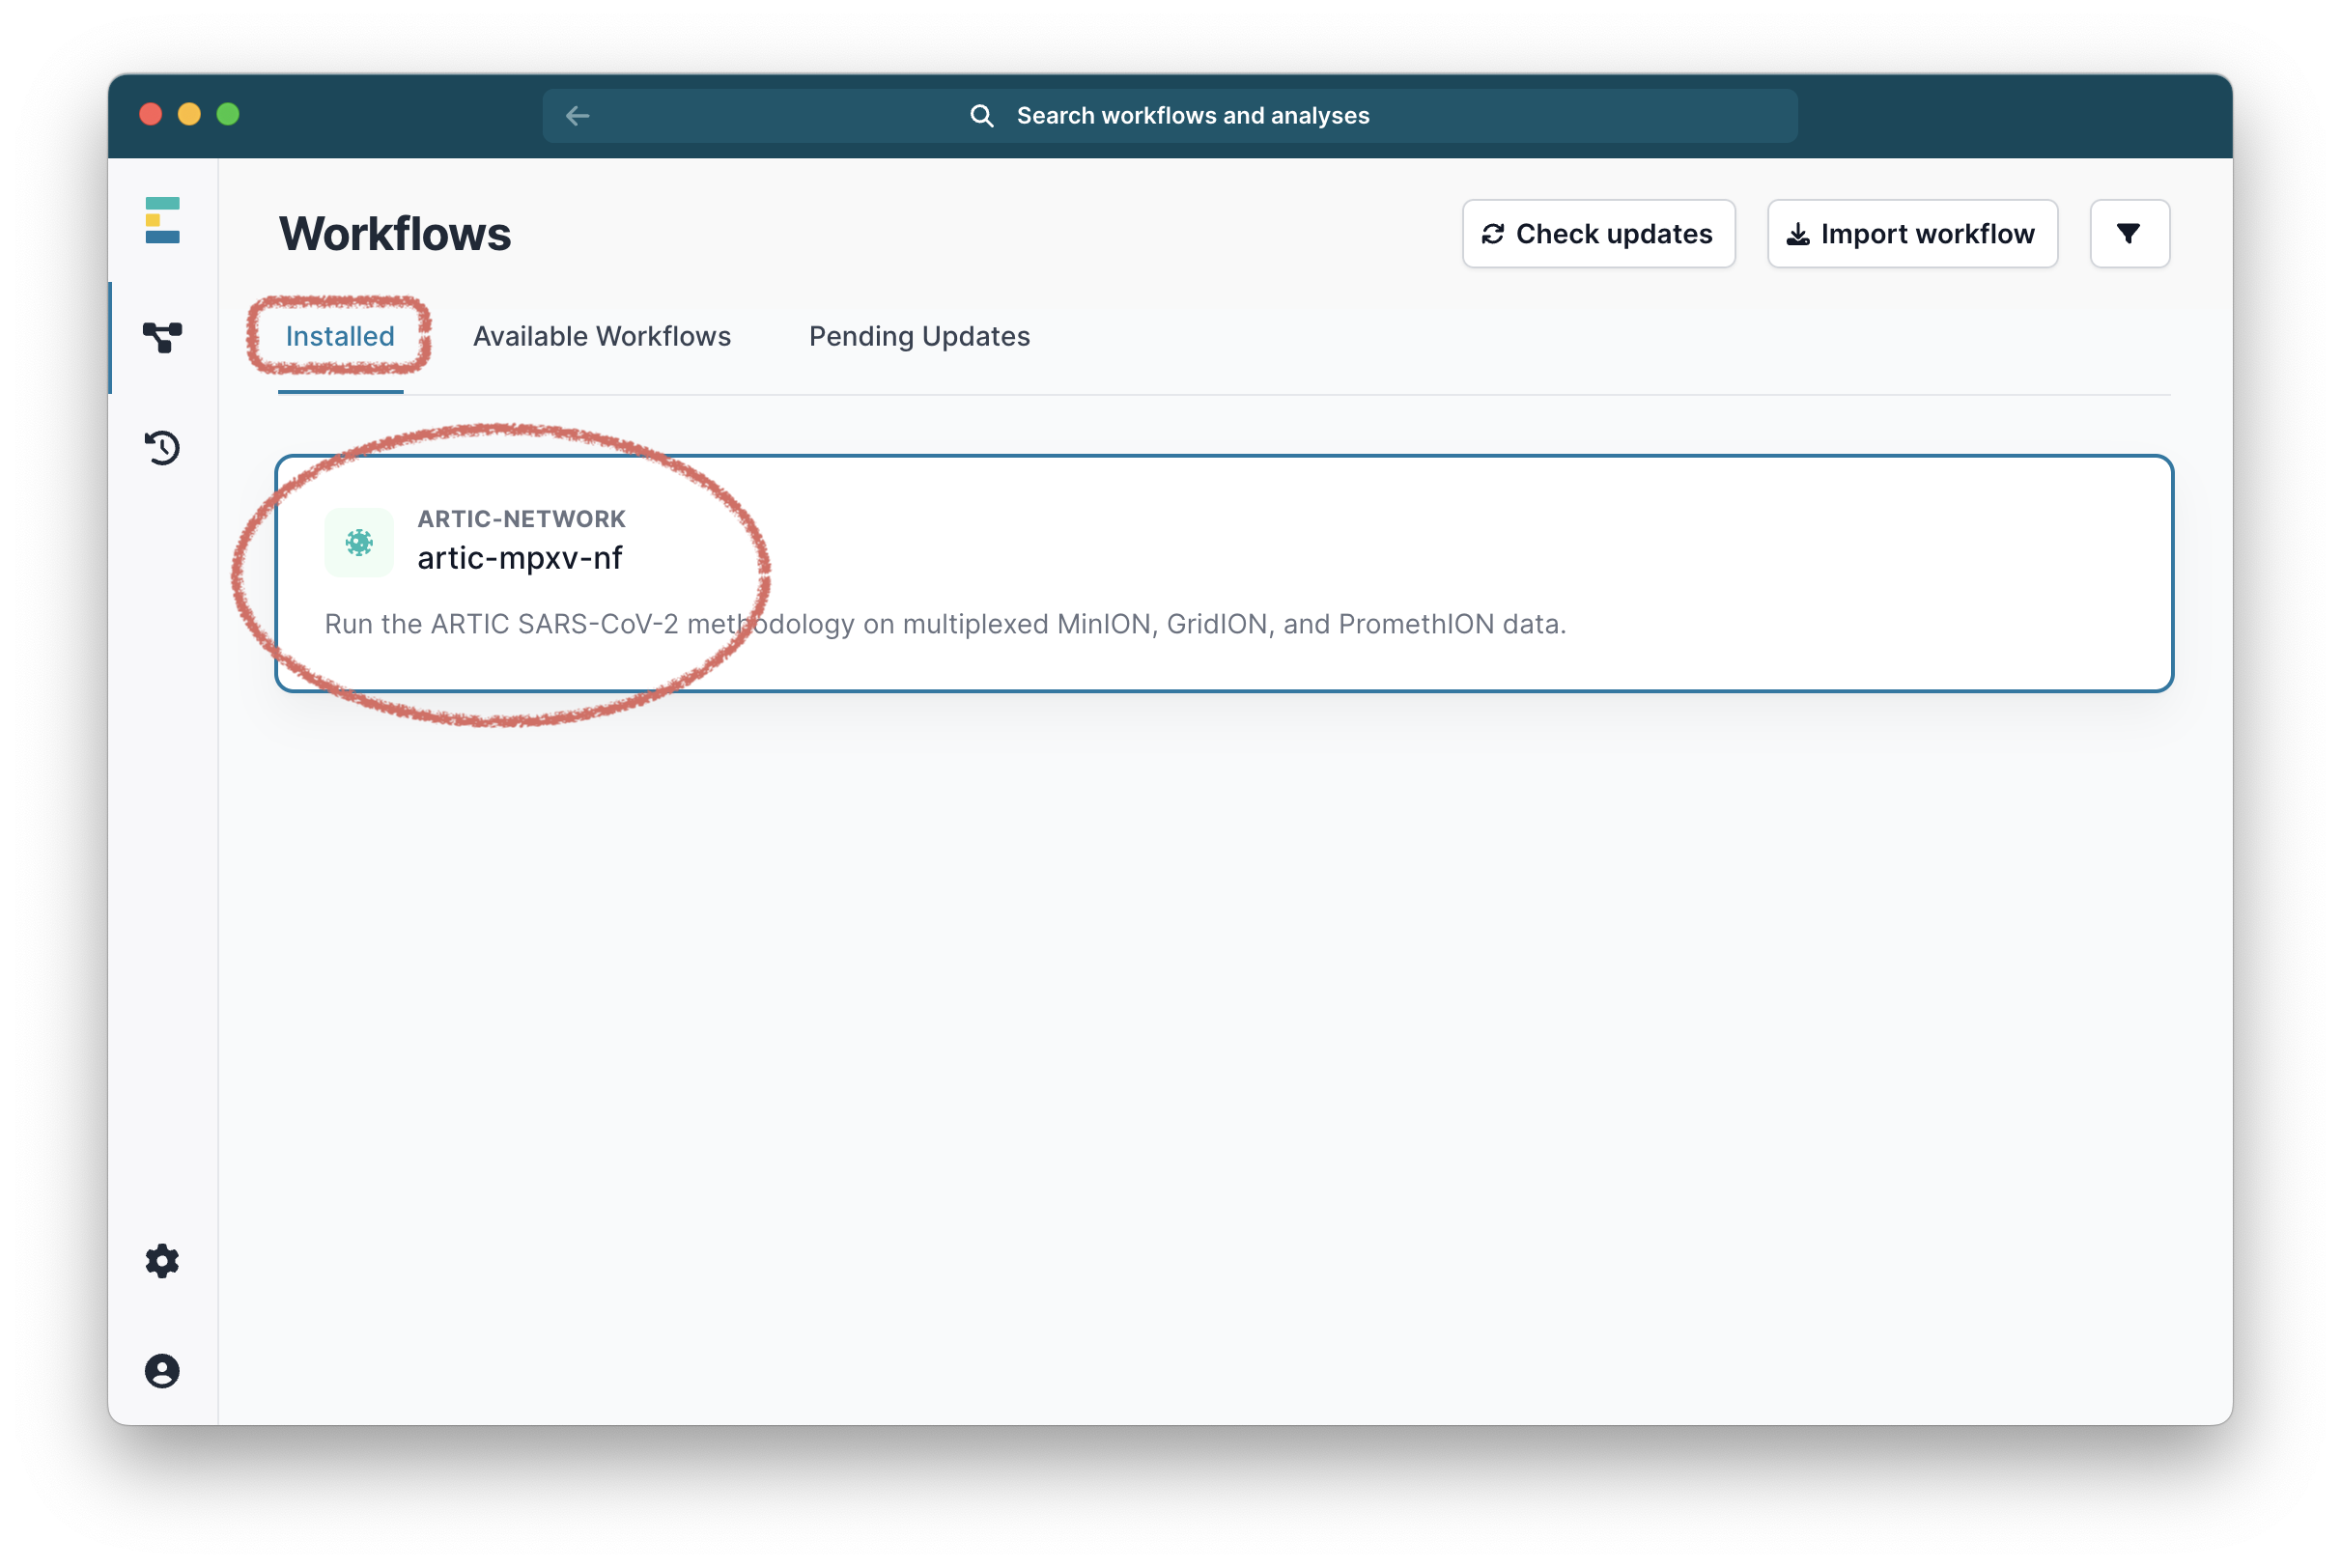 Search workflows and analyses
Workflows
Check updates
Import workflow
Installed
Available Workflows
Pending Updates
ARTIC-NETWORK
artic-mpxv-nf
Run the ARTIC SARS-CoV-2 methodology on multiplexed MinION, GridION, and PromethION data.